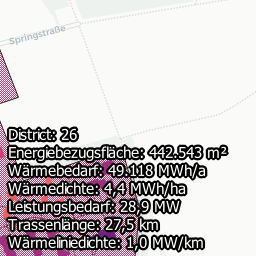 Springstraße
District: 26
Energiebezugsfläche: 442.543 m²
Wärmebedarf: 49.118 MWh/a
Wärmedichte: 4,4 MWh/ha
Leistungsbedarf: 28,9 MW
Trassenlänge: 27,5 km
Wärmeliniedichte: 1,0 MW/km